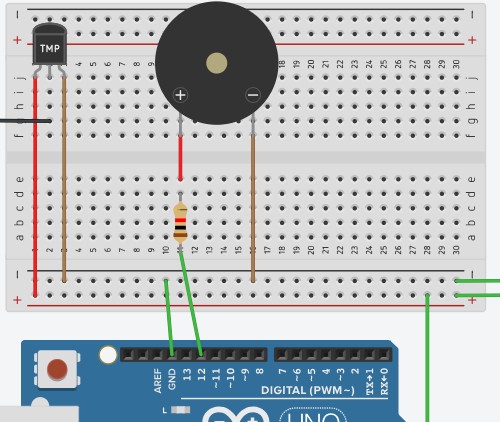 − −
TMP
+ +
4 5 6 7 8 9 18 19 20 21 22 23 24 25 26 27 28 29 30
j j
i i
h h
+ −
g g
f f
e e
d d
c c
b b
a a
1 2 3 4 5 6 7 8 9 10 11 12 13 14 15 16 17 18 19 20 21 22 23 24 25 26 27 28 29 30
− −
+ +
AREF GND 13 12 ~11 ~10 ~9 8 7 ~6 ~5 4 ~3 2 TX→1 RX←0
DIGITAL (PWM~)
L
UNO